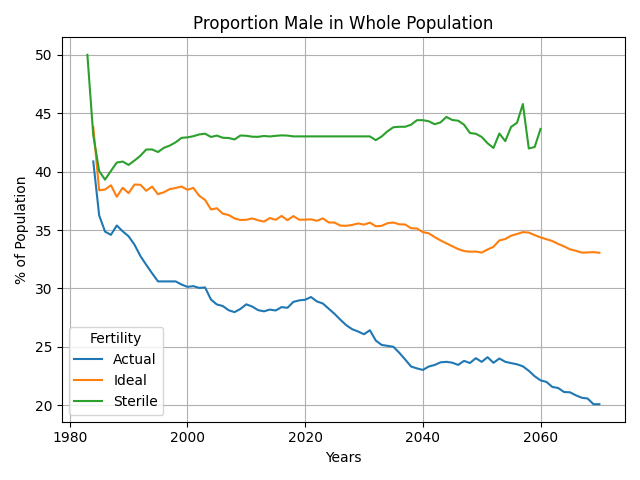 Proportion Male in Whole Population
% of Population
50
45
40
35
30
25
20
Fertility
Actual
Ideal
Sterile
1980
2000
2020
2040
2060
Years